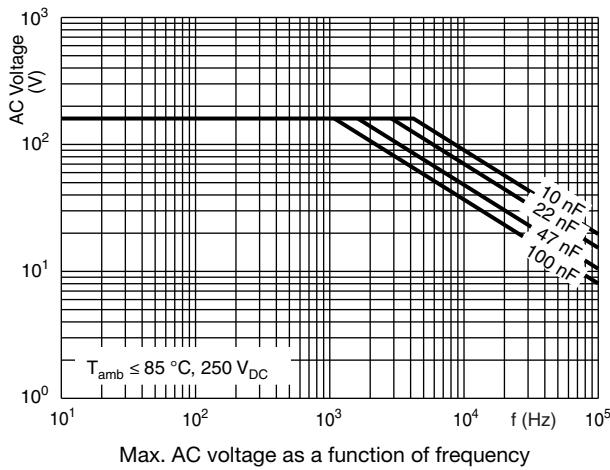 AC Voltage
(V)
10³
10²
10¹
10⁰
10 nF
22 nF
47 nF
100 nF
T_amb ≤ 85 °C, 250 V_DC
10¹ 10² 10³ 10⁴ f (Hz) 10⁵
Max. AC voltage as a function of frequency